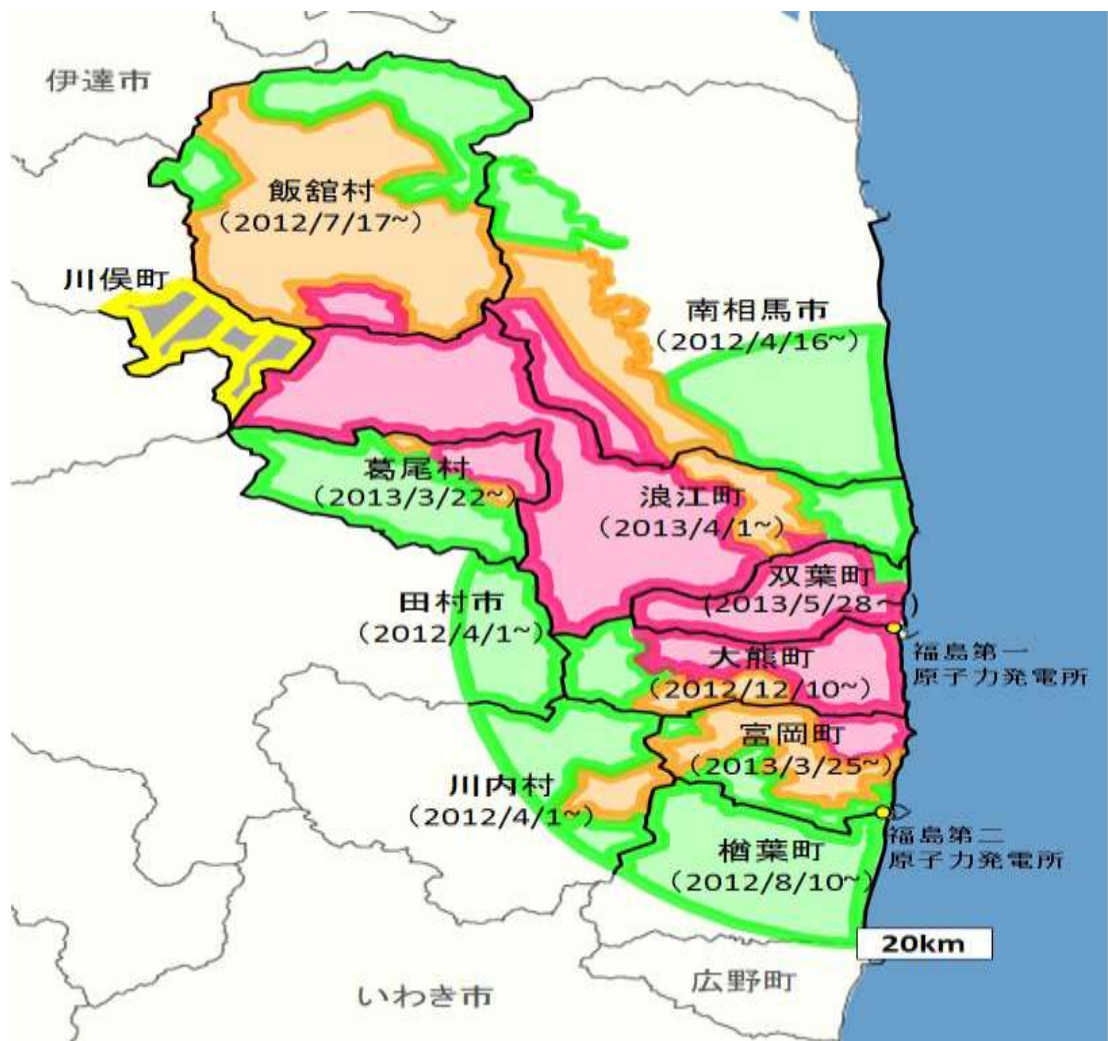 伊達市
飯舘村
（2012/7/17~）
川俣町
南相馬市
（2012/4/16~）
葛尾村
（2013/3/22~）
浪江町
（2013/4/1~）
双葉町
(2013/5/28~)
田村市
（2012/4/1~）
大熊町
（2012/12/10~）
福島第一
原子力発電所
富岡町
（2013/3/25~）
川内村
（2012/4/1~）
福島第二
原子力発電所
楢葉町
（2012/8/10~）
20km
広野町
いわき市